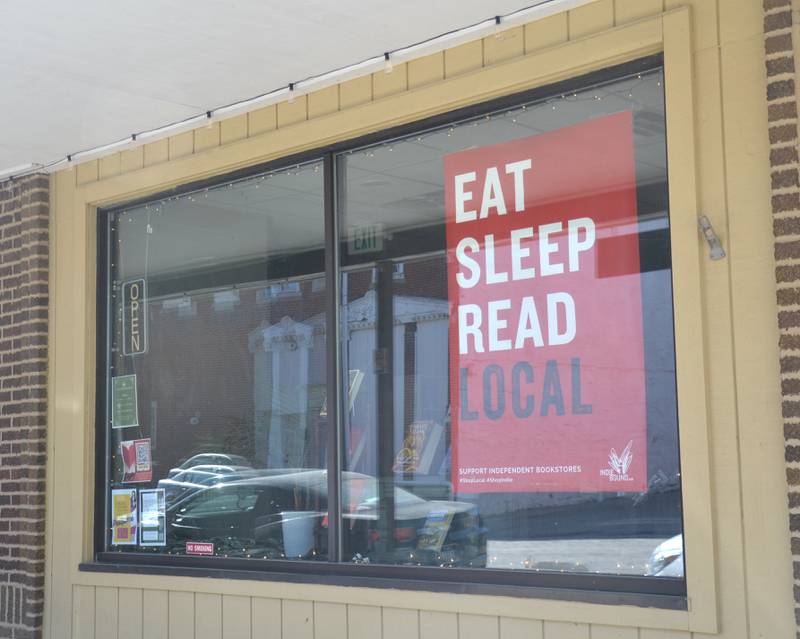 EAT
SLEEP
READ
LOCAL
SUPPORT INDEPENDENT BOOKSTORES
#ShopLocal #ShopIndie
INDIE
BOUND
EXIT
OPEN
NO SMOKING